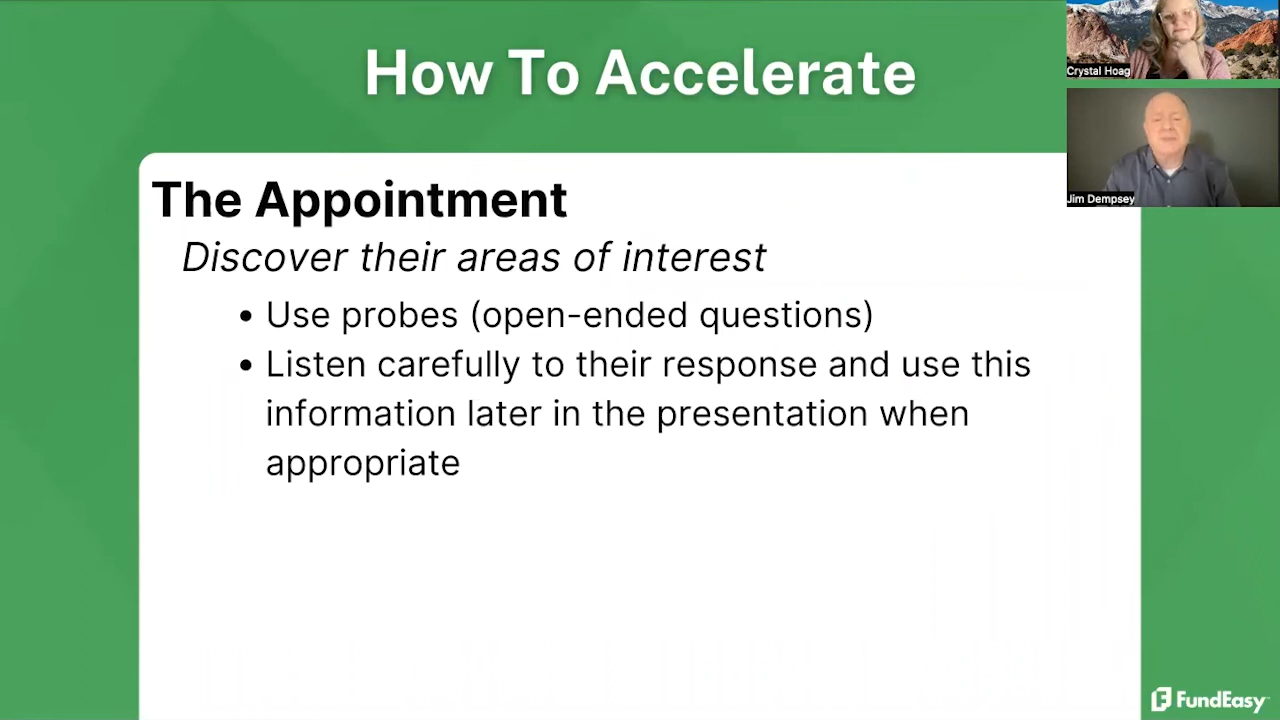 How To Accelerate
Crystal Hoag
Jim Dempsey
The Appointment
Discover their areas of interest
• Use probes (open-ended questions)
• Listen carefully to their response and use this
information later in the presentation when
appropriate
FundEasy